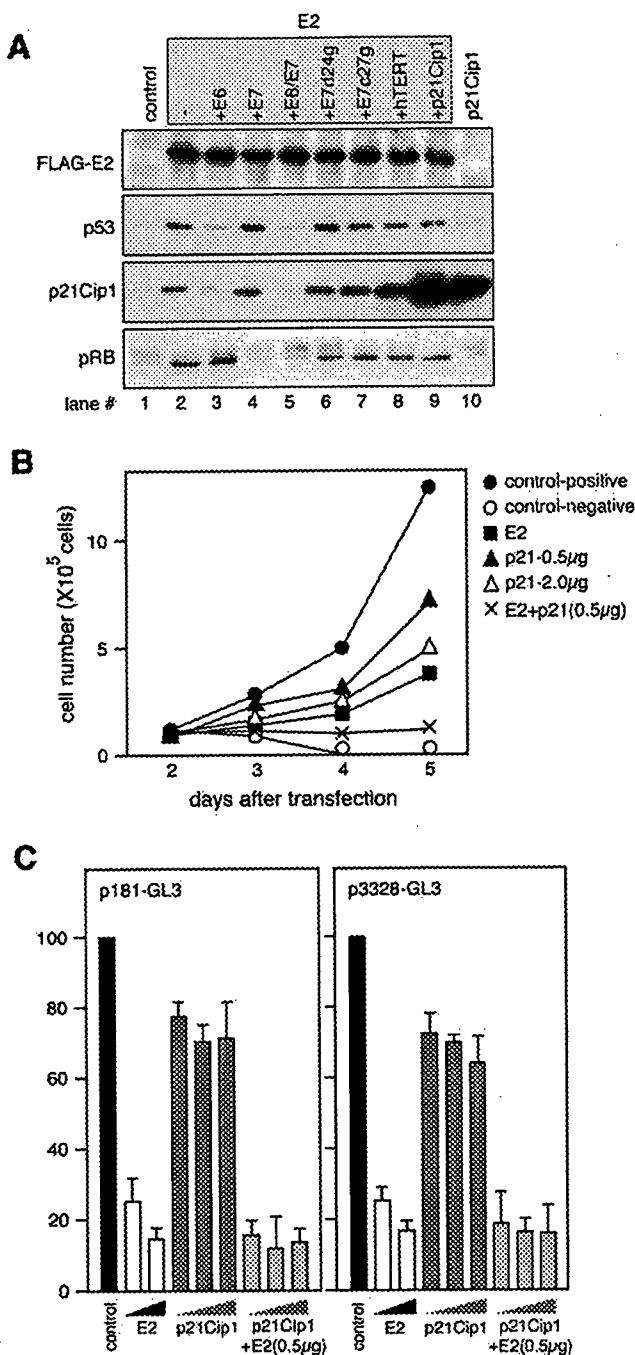 A
E2
control
-
+E6
+E7
+E6/E7
+E7d24g
+E7c27g
+hTERT
+p21Cip1
p21Cip1
FLAG-E2
p53
p21Cip1
pRB
lane # 1 2 3 4 5 6 7 8 9 10
B
cell number (X10⁵ cells)
10
5
0
2 3 4 5
days after transfection
control-positive
control-negative
E2
p21-0.5µg
p21-2.0µg
E2+p21(0.5µg)
C
p181-GL3
p3328-GL3
100
80
60
40
20
0
control
E2
p21Cip1
p21Cip1
+E2(0.5µg)
control
E2
p21Cip1
p21Cip1
+E2(0.5µg)